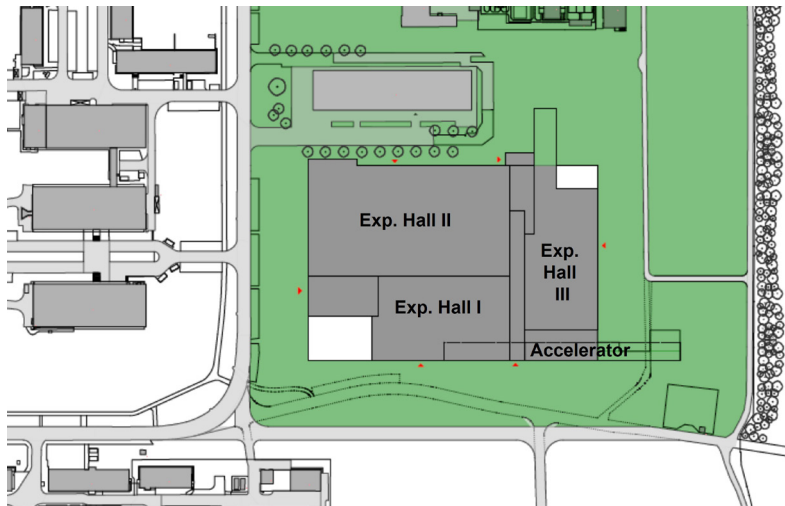 Exp. Hall II
Exp.
Hall
III
Exp. Hall I
Accelerator